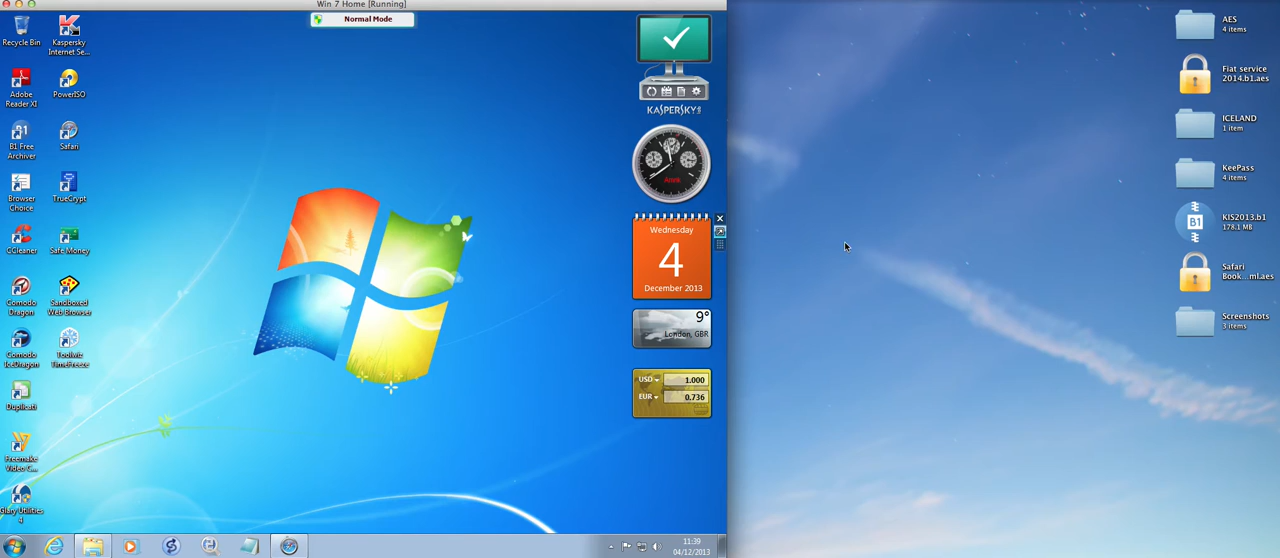 Win 7 Home [Running]
Normal Mode
Recycle Bin
Kaspersky
Internet Se...
Adobe
Reader XI
PowerISO
B1 Free
Archiver
Safari
Browser
Choice
TrueCrypt
CCleaner
Safe Money
Comodo
Dragon
Sandboxed
Web Browser
Comodo
IceDragon
Toolwiz
TimeFreeze
Duplicati
Freemake
Video C...
Glary Utilities
4
KASPERSKY
Wednesday
4
December 2013
9°
London, GBR
USD
1.000
EUR
0.736
11:39
04/12/2013
AES
4 items
Fiat service
2014.b1.aes
ICELAND
1 item
KeePass
4 items
B1
KIS2013.b1
178.1 MB
Safari
Book...ml.aes
Screenshots
3 items